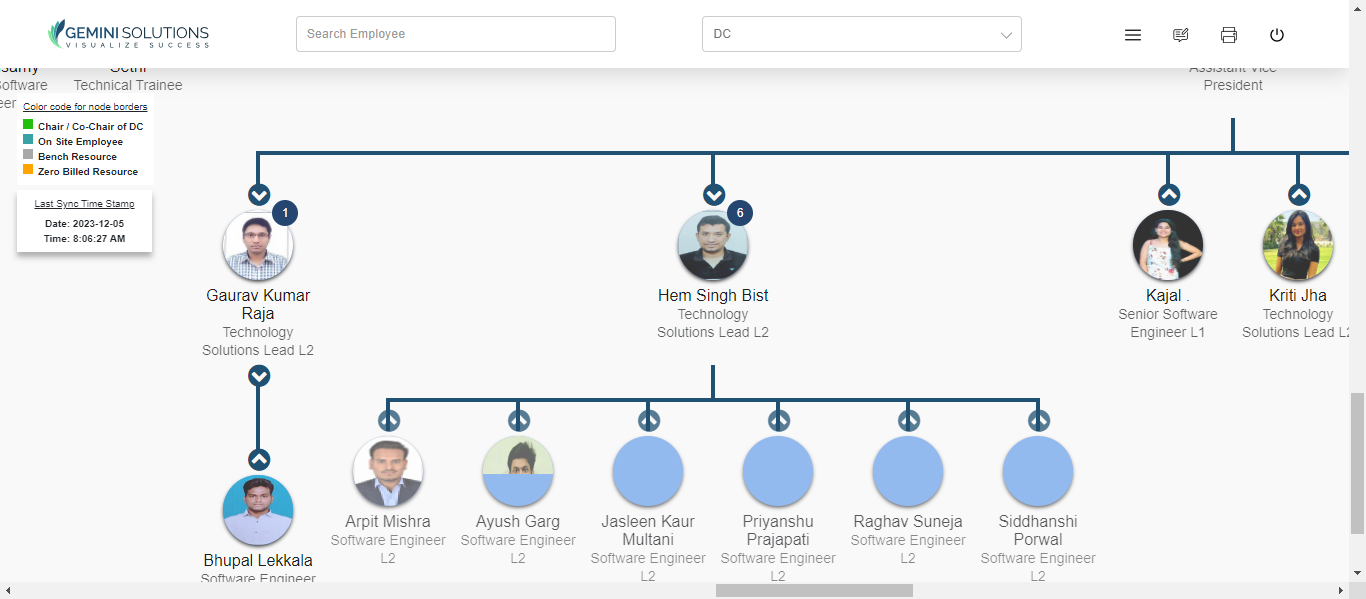 GEMINI SOLUTIONS
VISUALIZE SUCCESS
Search Employee
DC
Sethi
Software
Technical Trainee
Assistant Vice
President
Color code for node borders
Chair / Co-Chair of DC
On Site Employee
Bench Resource
Zero Billed Resource
Last Sync Time Stamp
Date: 2023-12-05
Time: 8:06:27 AM
1
Gaurav Kumar
Raja
Technology
Solutions Lead L2
6
Hem Singh Bist
Technology
Solutions Lead L2
Kajal .
Senior Software
Engineer L1
Kriti Jha
Technology
Solutions Lead L2
Bhupal Lekkala
Software Engineer
Arpit Mishra
Software Engineer
L2
Ayush Garg
Software Engineer
L2
Jasleen Kaur
Multani
Software Engineer
L2
Priyanshu
Prajapati
Software Engineer
L2
Raghav Suneja
Software Engineer
L2
Siddhanshi
Porwal
Software Engineer
L2